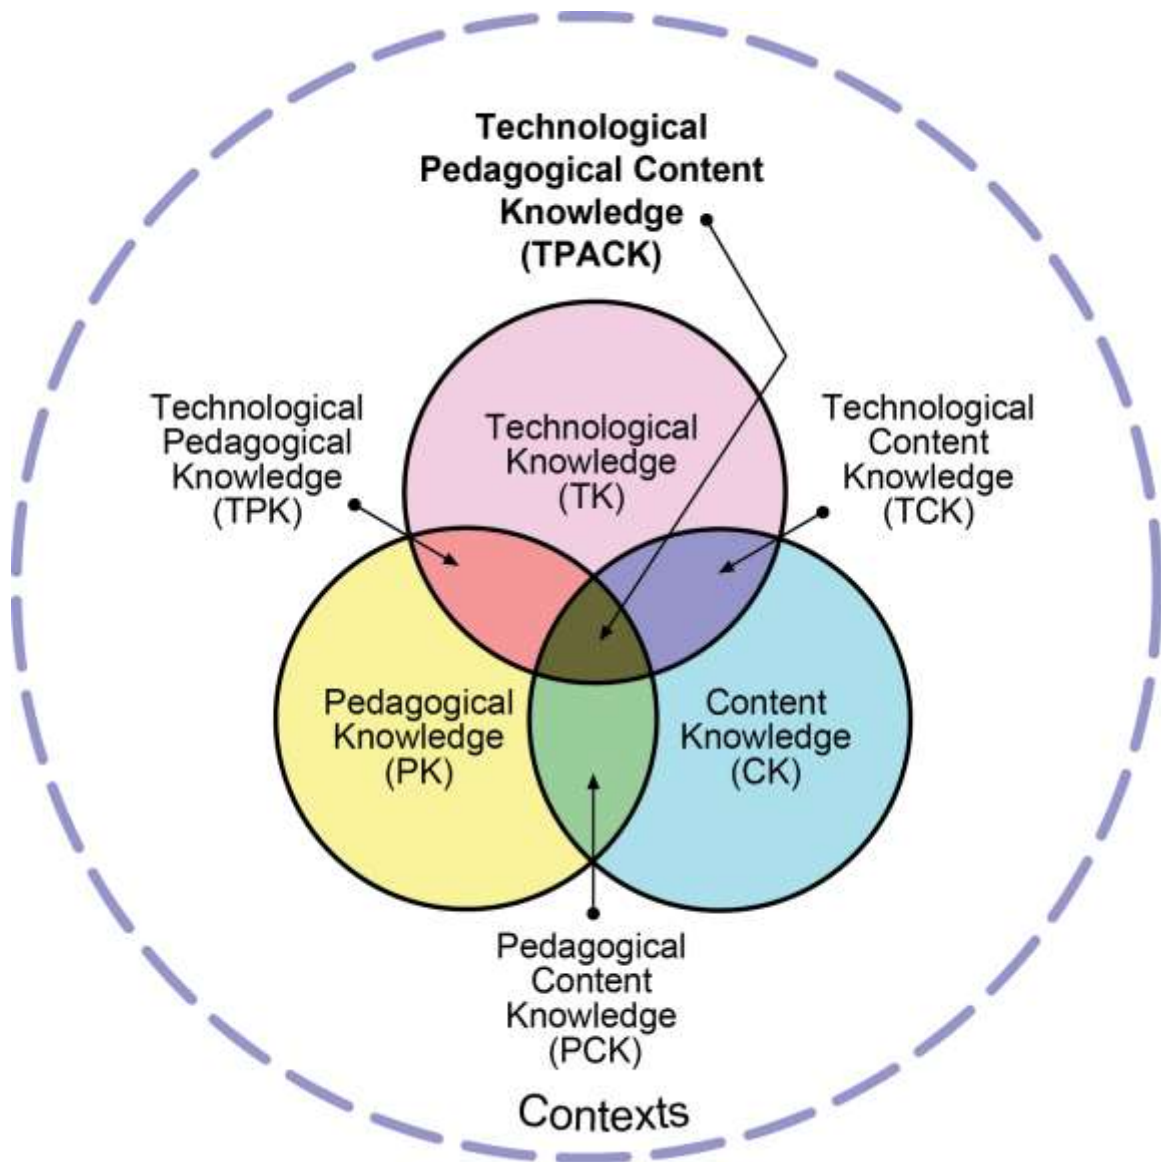 Technological
Pedagogical Content
Knowledge
(TPACK)
Technological
Pedagogical
Knowledge
(TPK)
Technological
Knowledge
(TK)
Technological
Content
Knowledge
(TCK)
Pedagogical
Knowledge
(PK)
Content
Knowledge
(CK)
Pedagogical
Content
Knowledge
(PCK)
Contexts